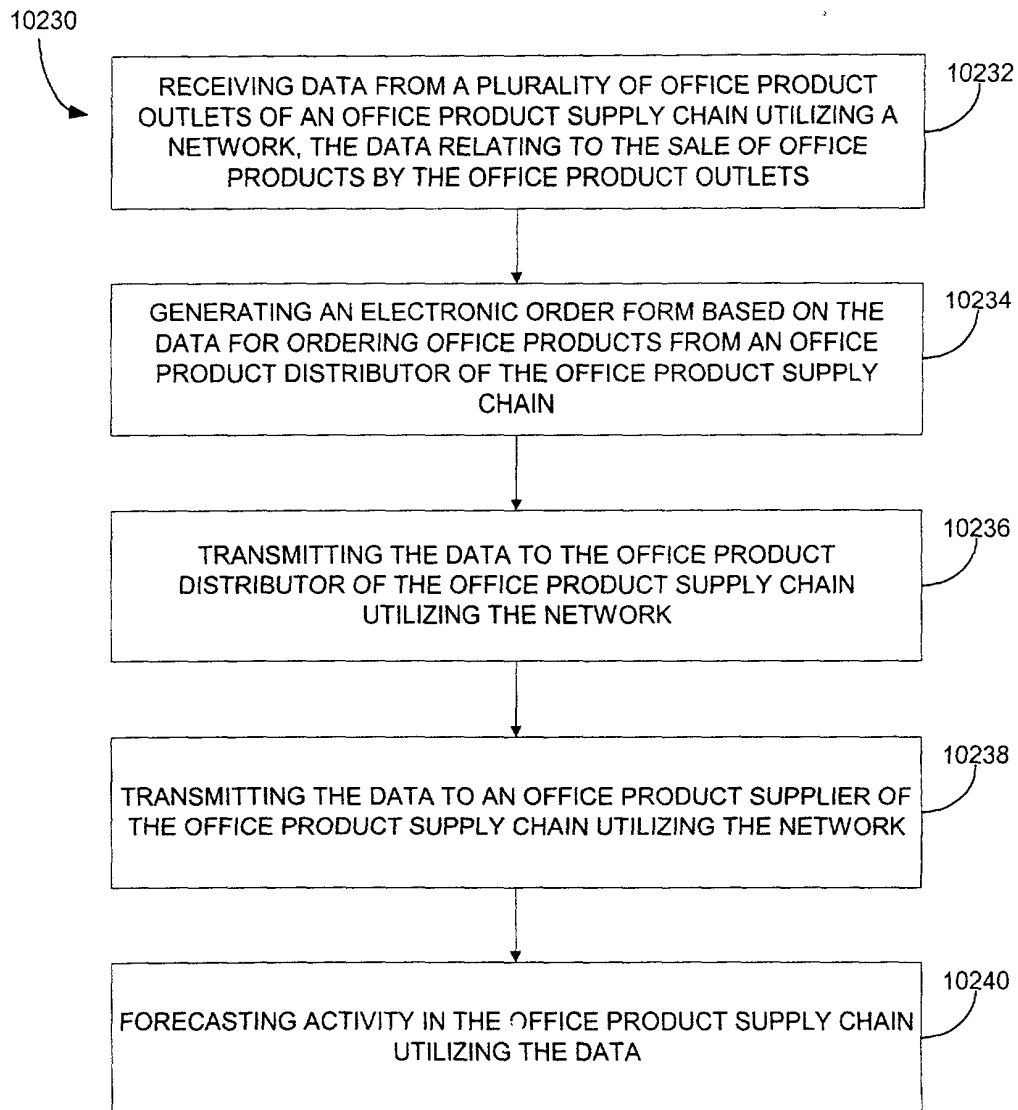 10230
10232
RECEIVING DATA FROM A PLURALITY OF OFFICE PRODUCT
OUTLETS OF AN OFFICE PRODUCT SUPPLY CHAIN UTILIZING A
NETWORK, THE DATA RELATING TO THE SALE OF OFFICE
PRODUCTS BY THE OFFICE PRODUCT OUTLETS
10234
GENERATING AN ELECTRONIC ORDER FORM BASED ON THE
DATA FOR ORDERING OFFICE PRODUCTS FROM AN OFFICE
PRODUCT DISTRIBUTOR OF THE OFFICE PRODUCT SUPPLY
CHAIN
10236
TRANSMITTING THE DATA TO THE OFFICE PRODUCT
DISTRIBUTOR OF THE OFFICE PRODUCT SUPPLY CHAIN
UTILIZING THE NETWORK
10238
TRANSMITTING THE DATA TO AN OFFICE PRODUCT SUPPLIER OF
THE OFFICE PRODUCT SUPPLY CHAIN UTILIZING THE NETWORK
10240
FORECASTING ACTIVITY IN THE OFFICE PRODUCT SUPPLY CHAIN
UTILIZING THE DATA